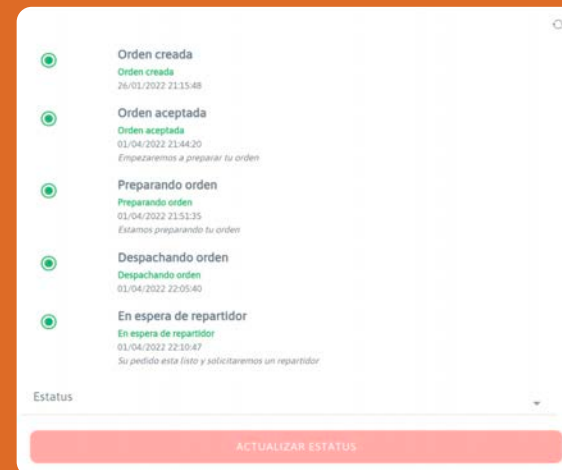 Orden creada
Orden creada
26/01/2022 21:15:48
Orden aceptada
Orden aceptada
01/04/2022 21:44:20
Empezaremos a preparar tu orden
Preparando orden
Preparando orden
01/04/2022 21:51:35
Estamos preparando tu orden
Despachando orden
Despachando orden
01/04/2022 22:05:40
En espera de repartidor
En espera de repartidor
01/04/2022 22:10:47
Su pedido esta listo y solicitaremos un repartidor
Estatus
ACTUALIZAR ESTATUS